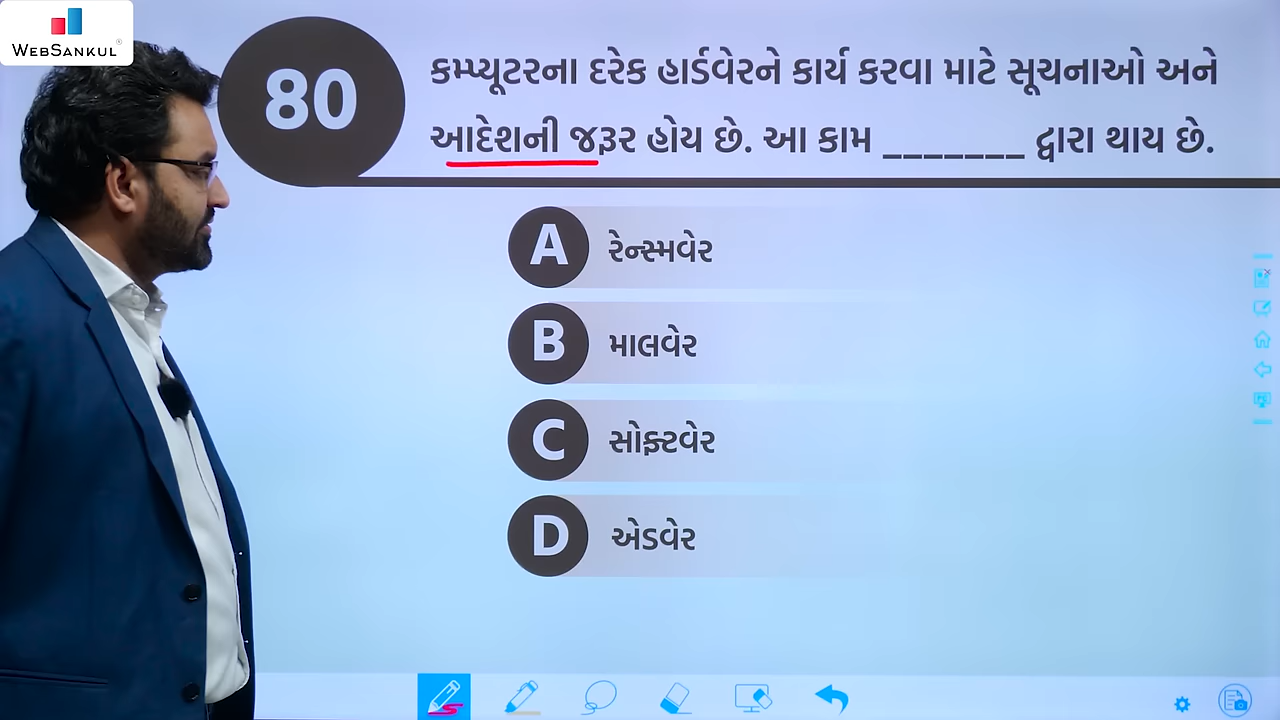 WEBSANKUL
80
કમ્પ્યૂટરના દરેક હાર્ડવેરને કાર્ય કરવા માટે સૂચનાઓ અને
આદેશની જરૂર હોય છે. આ કામ _______ દ્વારા થાય છે.
A રેન્સમવેર
B માલવેર
C સોફ્ટવેર
D એડવેર